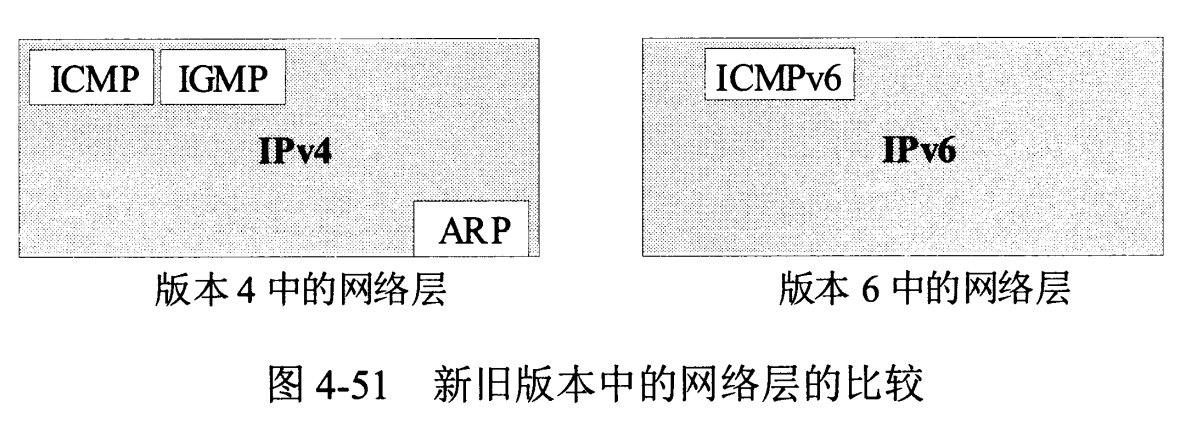 ICMP IGMP
IPv4
ARP
版本 4 中的网络层
ICMPv6
IPv6
版本 6 中的网络层
图 4-51 新旧版本中的网络层的比较